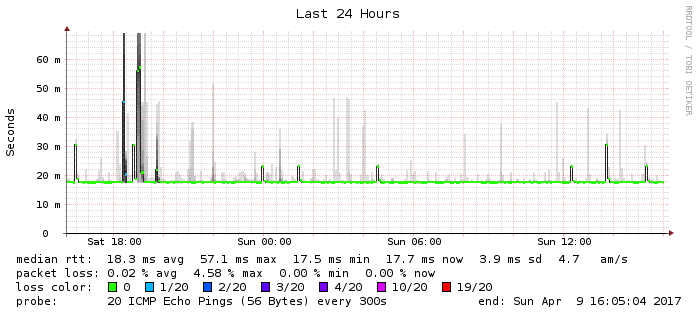 Last 24 Hours
RRDTOOL / TOBI OETIKER
Seconds
60 m
50 m
40 m
30 m
20 m
10 m
0
Sat 18:00 Sun 00:00 Sun 06:00 Sun 12:00
median rtt: 18.3 ms avg 57.1 ms max 17.5 ms min 17.7 ms now 3.9 ms sd 4.7 am/s
packet loss: 0.02 % avg 4.58 % max 0.00 % min 0.00 % now
loss color: 0 1/20 2/20 3/20 4/20 10/20 19/20
probe: 20 ICMP Echo Pings (56 Bytes) every 300s end: Sun Apr 9 16:05:04 2017